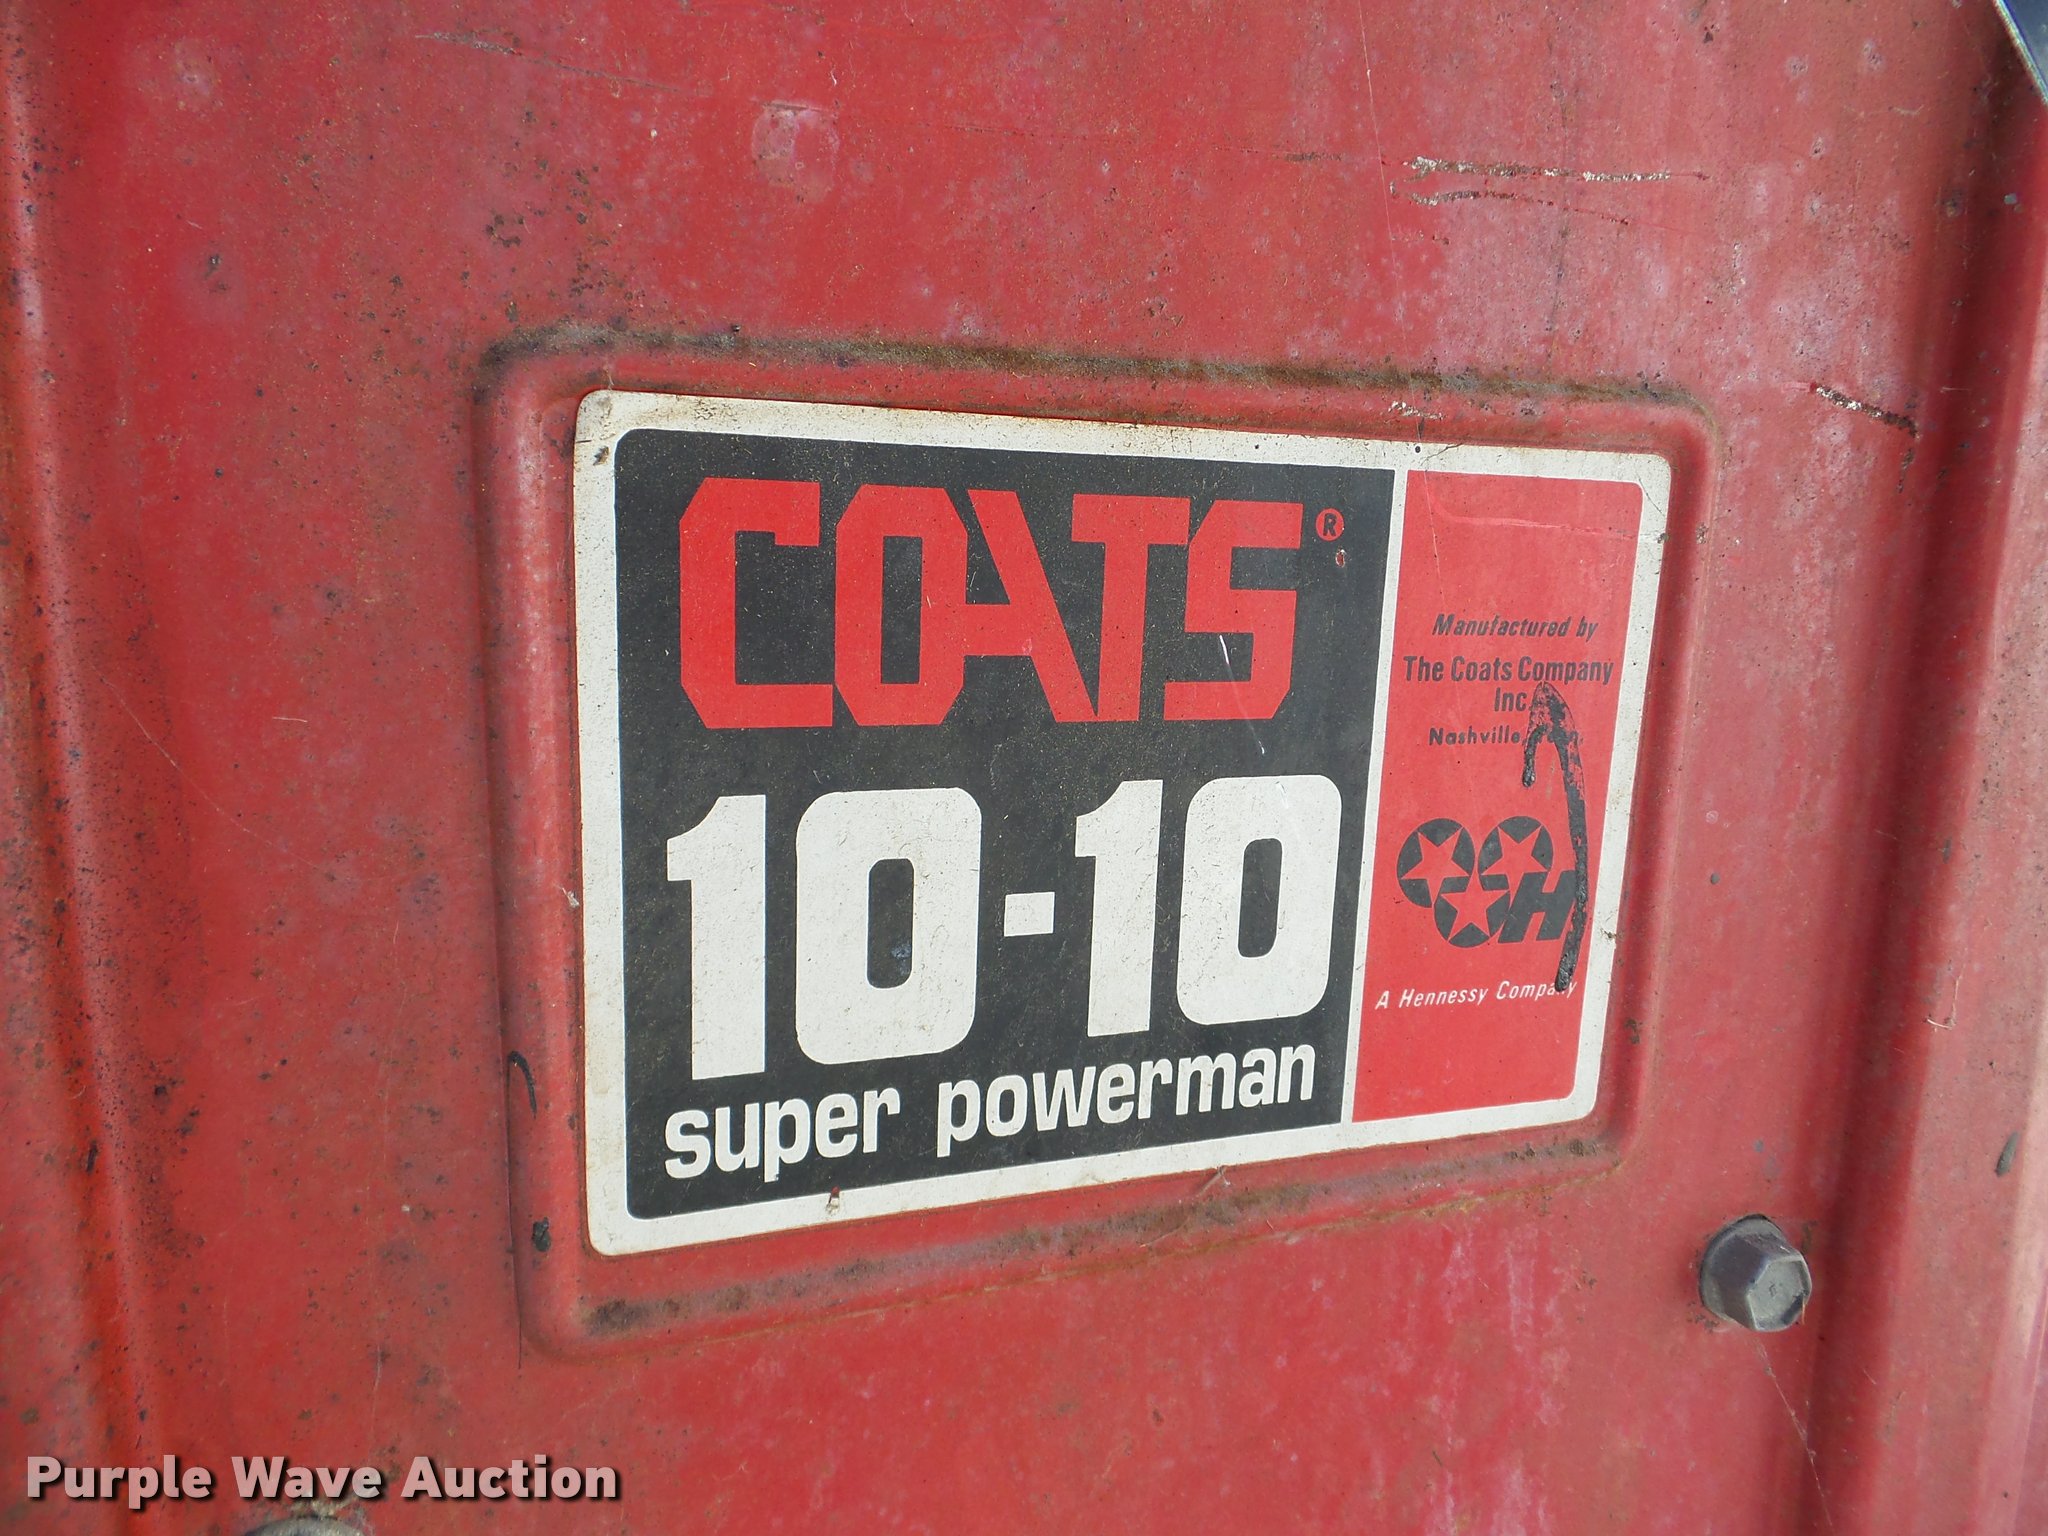 COATS®
10-10
super powerman
Manufactured by
The Coats Company
Inc.
Nashville,
H
A Hennessy Company
Purple Wave Auction